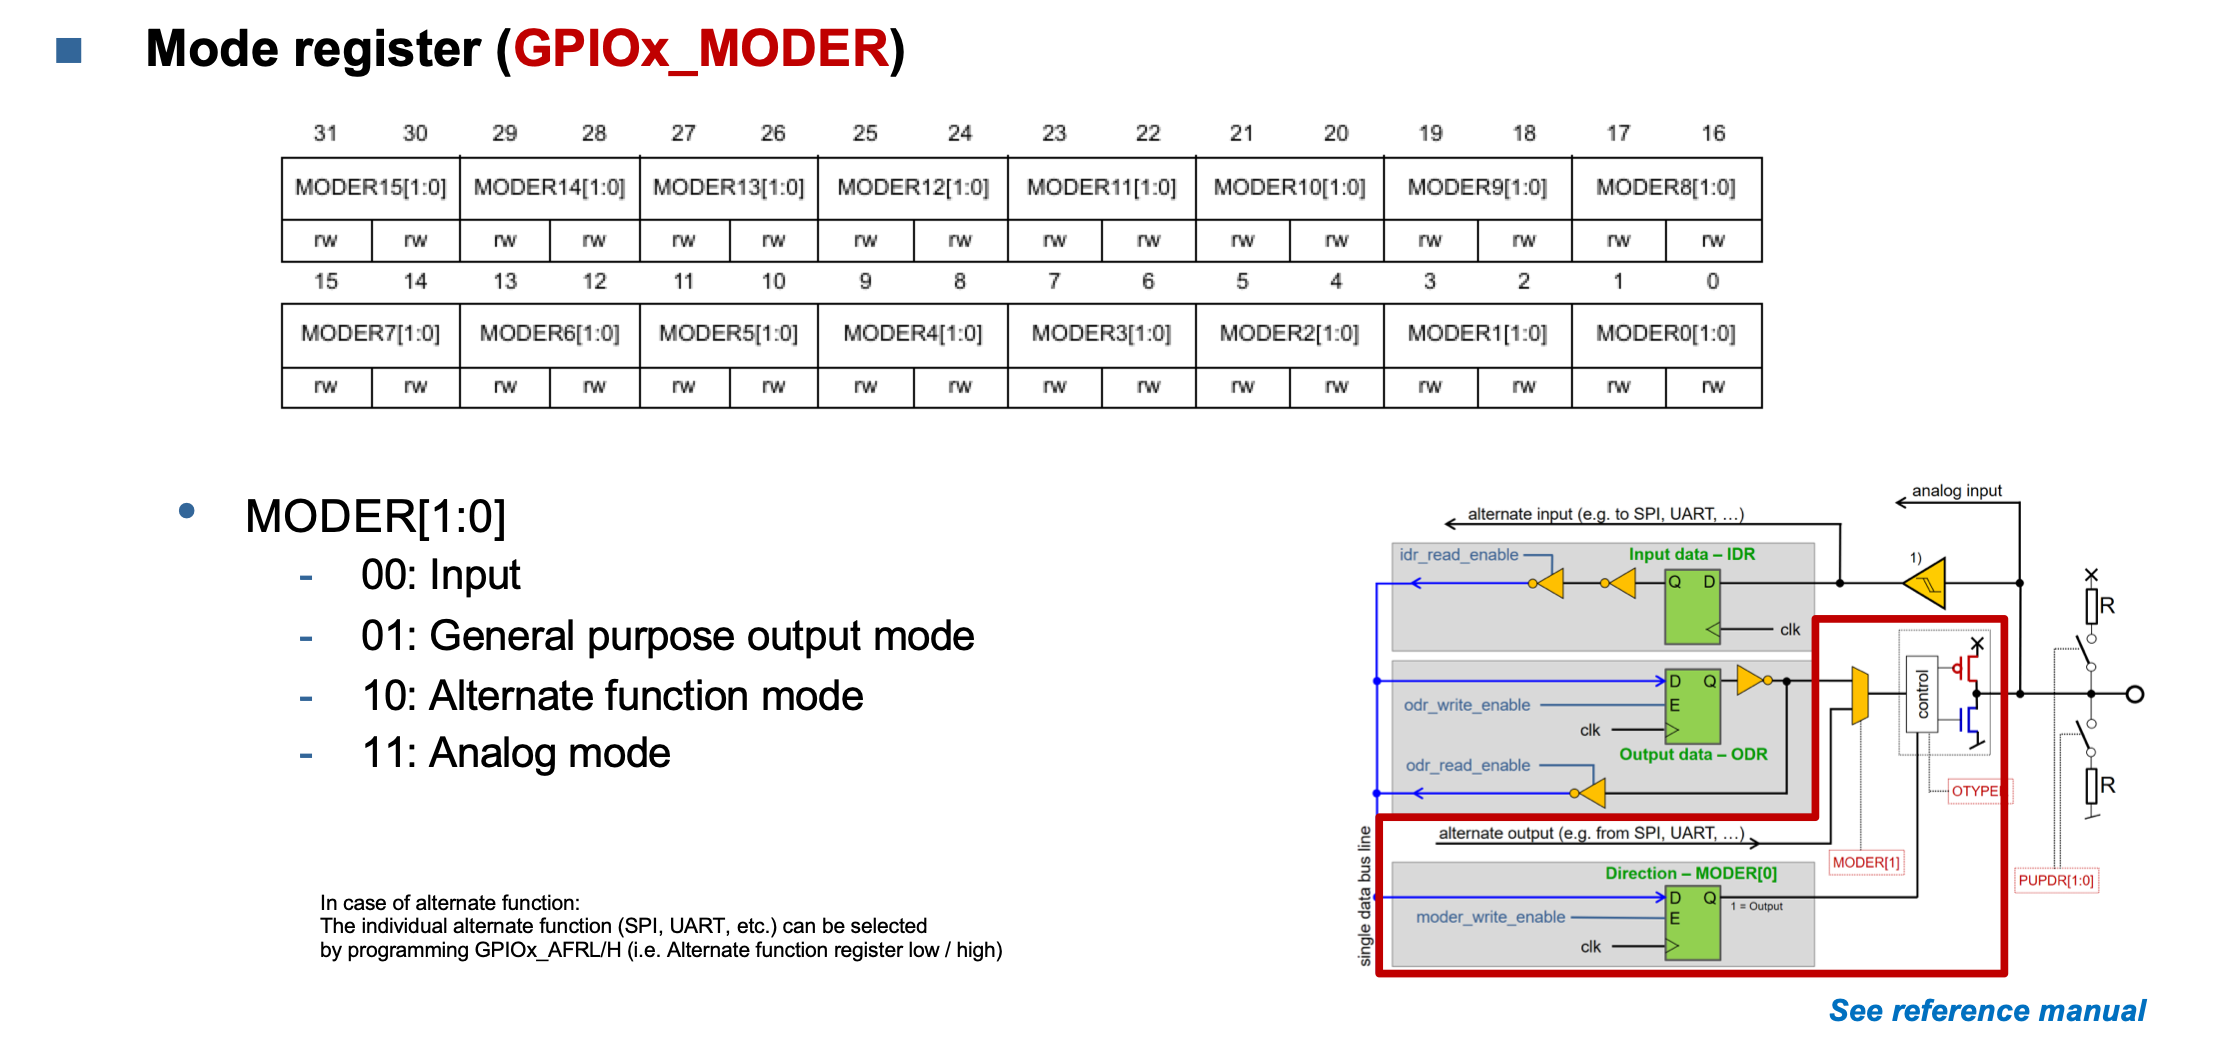 Mode register (GPIOx_MODER)
31 30 29 28 27 26 25 24 23 22 21 20 19 18 17 16
MODER15[1:0] MODER14[1:0] MODER13[1:0] MODER12[1:0] MODER11[1:0] MODER10[1:0] MODER9[1:0] MODER8[1:0]
rw rw rw rw rw rw rw rw rw rw rw rw rw rw rw rw
15 14 13 12 11 10 9 8 7 6 5 4 3 2 1 0
MODER7[1:0] MODER6[1:0] MODER5[1:0] MODER4[1:0] MODER3[1:0] MODER2[1:0] MODER1[1:0] MODER0[1:0]
rw rw rw rw rw rw rw rw rw rw rw rw rw rw rw rw
• MODER[1:0]
- 00: Input
- 01: General purpose output mode
- 10: Alternate function mode
- 11: Analog mode
In case of alternate function:
The individual alternate function (SPI, UART, etc.) can be selected
by programming GPIOx_AFRL/H (i.e. Alternate function register low / high)
analog input
alternate input (e.g. to SPI, UART, …)
idr_read_enable
Input data – IDR
1)
Q D
clk
R
D Q
odr_write_enable
E
clk
Output data – ODR
control
odr_read_enable
OTYPE
R
single data bus line
alternate output (e.g. from SPI, UART, …)
MODER[1]
Direction – MODER[0]
PUPDR[1:0]
D Q
1 = Output
moder_write_enable
E
clk
See reference manual